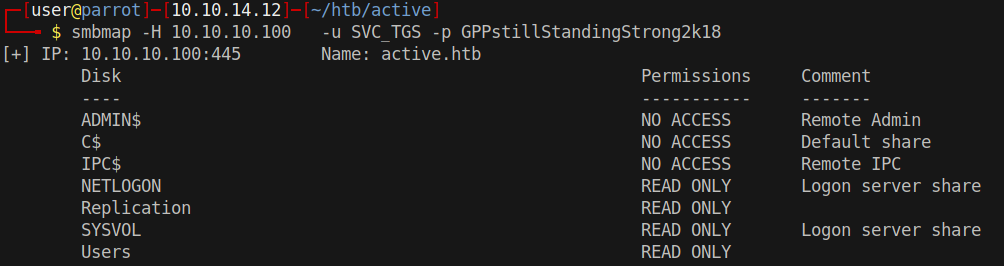 ┌─[user@parrot]─[10.10.14.12]─[~/htb/active]
└──╼ $ smbmap -H 10.10.10.100 -u SVC_TGS -p GPPstillStandingStrong2k18
[+] IP: 10.10.10.100:445 Name: active.htb
Disk Permissions Comment
---- ----------- -------
ADMIN$ NO ACCESS Remote Admin
C$ NO ACCESS Default share
IPC$ NO ACCESS Remote IPC
NETLOGON READ ONLY Logon server share
Replication READ ONLY
SYSVOL READ ONLY Logon server share
Users READ ONLY